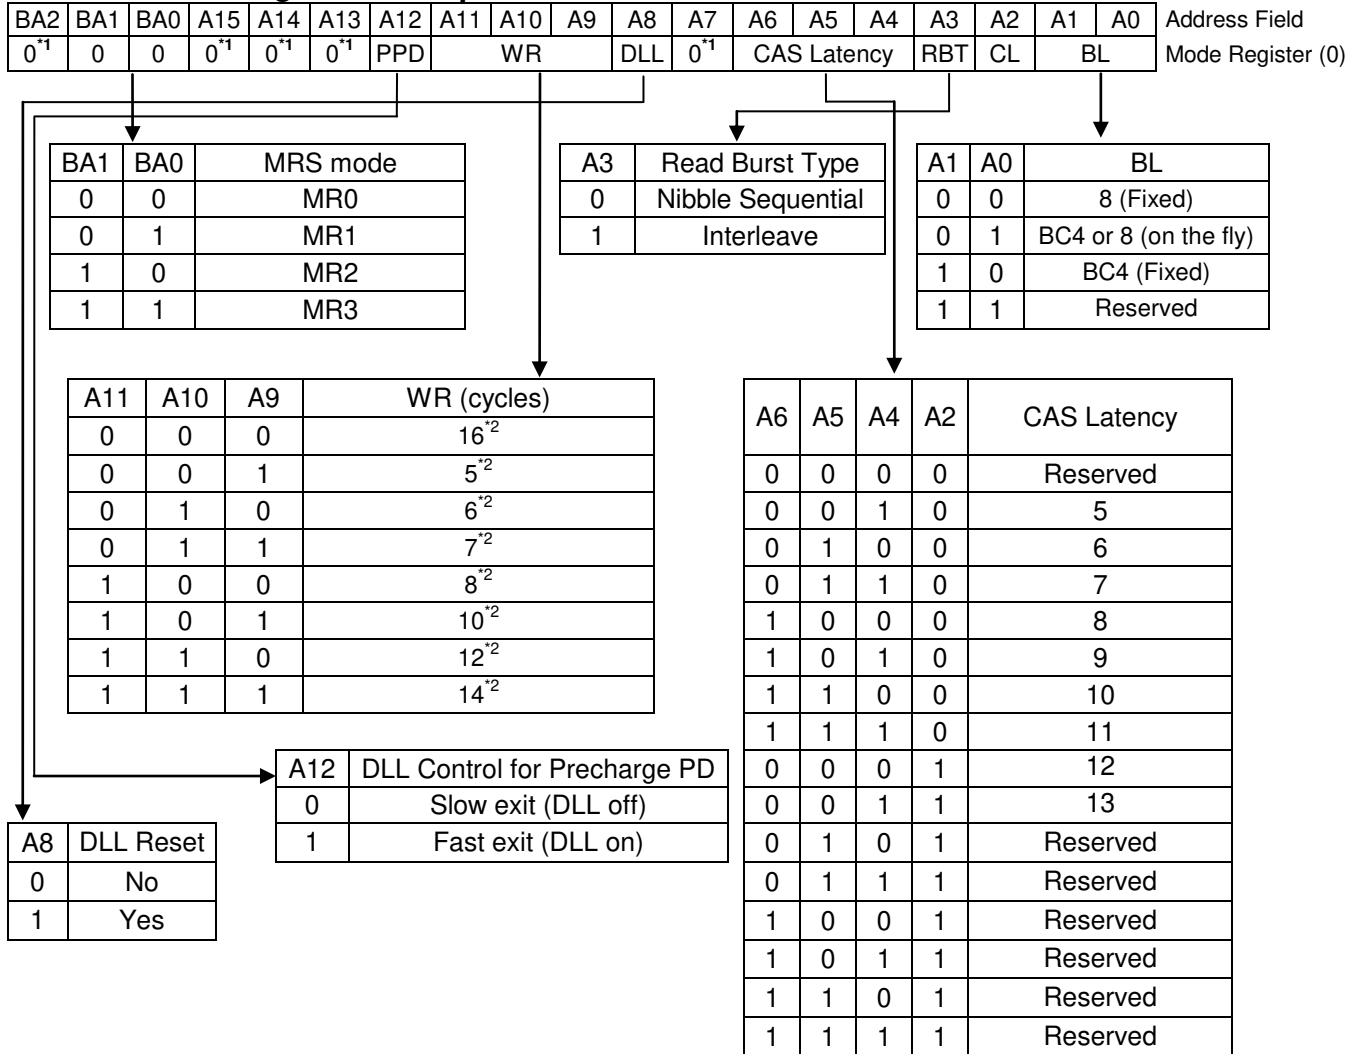 BA2 BA1 BA0 A15 A14 A13 A12 A11 A10 A9 A8 A7 A6 A5 A4 A3 A2 A1 A0 Address Field
0*1 0 0 0*1 0*1 0*1 PPD WR DLL 0*1 CAS Latency RBT CL BL Mode Register (0)
BA1 BA0 MRS mode
0 0 MR0
0 1 MR1
1 0 MR2
1 1 MR3
A3 Read Burst Type
0 Nibble Sequential
1 Interleave
A1 A0 BL
0 0 8 (Fixed)
0 1 BC4 or 8 (on the fly)
1 0 BC4 (Fixed)
1 1 Reserved
A11 A10 A9 WR (cycles)
0 0 0 16*2
0 0 1 5*2
0 1 0 6*2
0 1 1 7*2
1 0 0 8*2
1 0 1 10*2
1 1 0 12*2
1 1 1 14*2
A6 A5 A4 A2 CAS Latency
0 0 0 0 Reserved
0 0 1 0 5
0 1 0 0 6
0 1 1 0 7
1 0 0 0 8
1 0 1 0 9
1 1 0 0 10
1 1 1 0 11
0 0 0 1 12
0 0 1 1 13
0 1 0 1 Reserved
0 1 1 1 Reserved
1 0 0 1 Reserved
1 0 1 1 Reserved
1 1 0 1 Reserved
1 1 1 1 Reserved
A12 DLL Control for Precharge PD
0 Slow exit (DLL off)
1 Fast exit (DLL on)
A8 DLL Reset
0 No
1 Yes